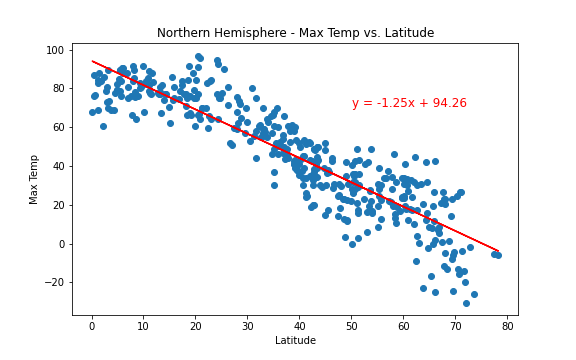 Northern Hemisphere - Max Temp vs. Latitude
100
80
60
40
20
0
−20
Max Temp
y = -1.25x + 94.26
0 10 20 30 40 50 60 70 80
Latitude